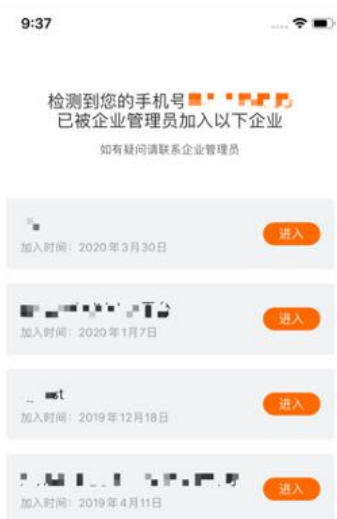 9:37
检测到您的手机号
已被企业管理员加入以下企业
如有疑问请联系企业管理员
进入
加入时间：2020年3月30日
进入
加入时间：2020年1月7日
进入
加入时间：2019年12月18日
进入
加入时间：2019年4月11日